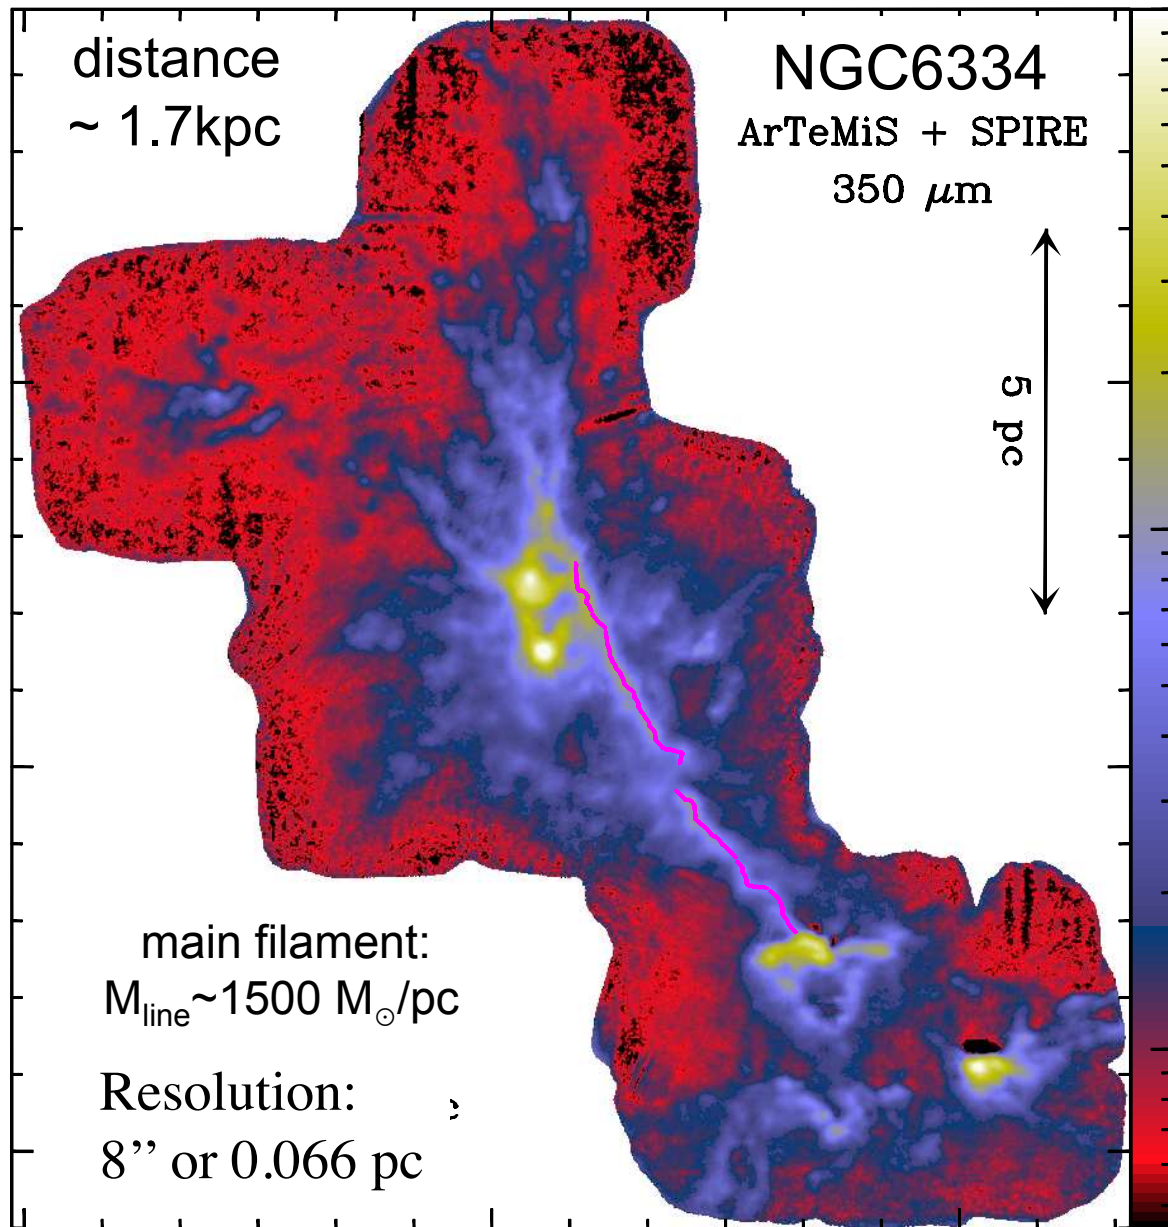 distance
~ 1.7kpc
NGC6334
ArTeMiS + SPIRE
350 μm
5 pc
main filament:
M_line~1500 M⊙/pc
Resolution:
8” or 0.066 pc